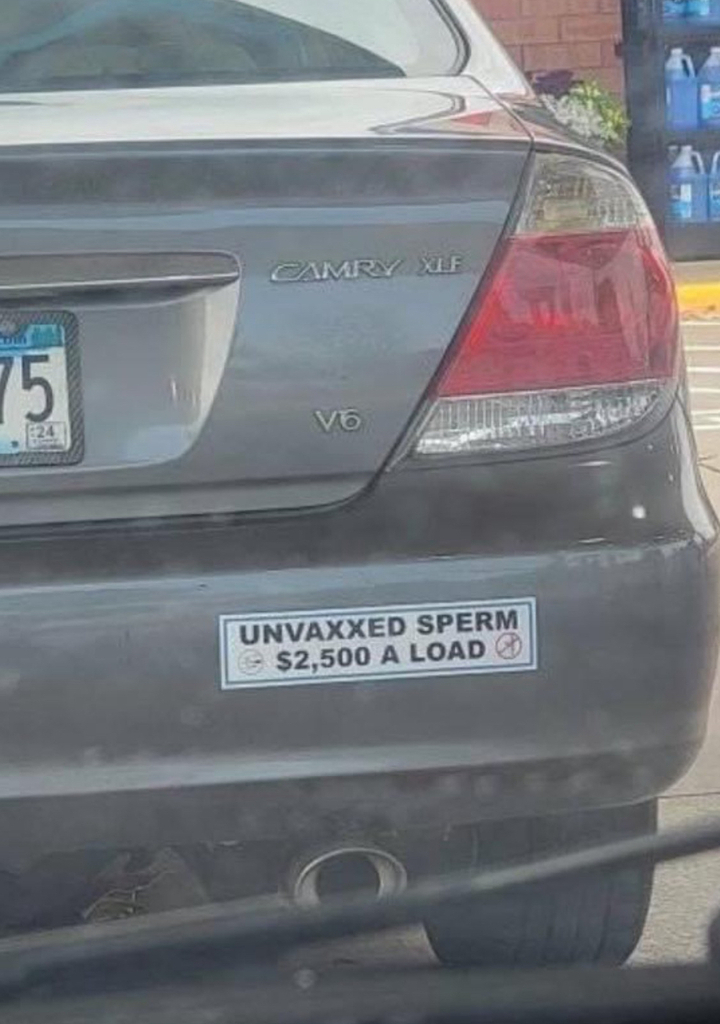 CAMRY XLE
75
24
V6
UNVAXXED SPERM
$2,500 A LOAD